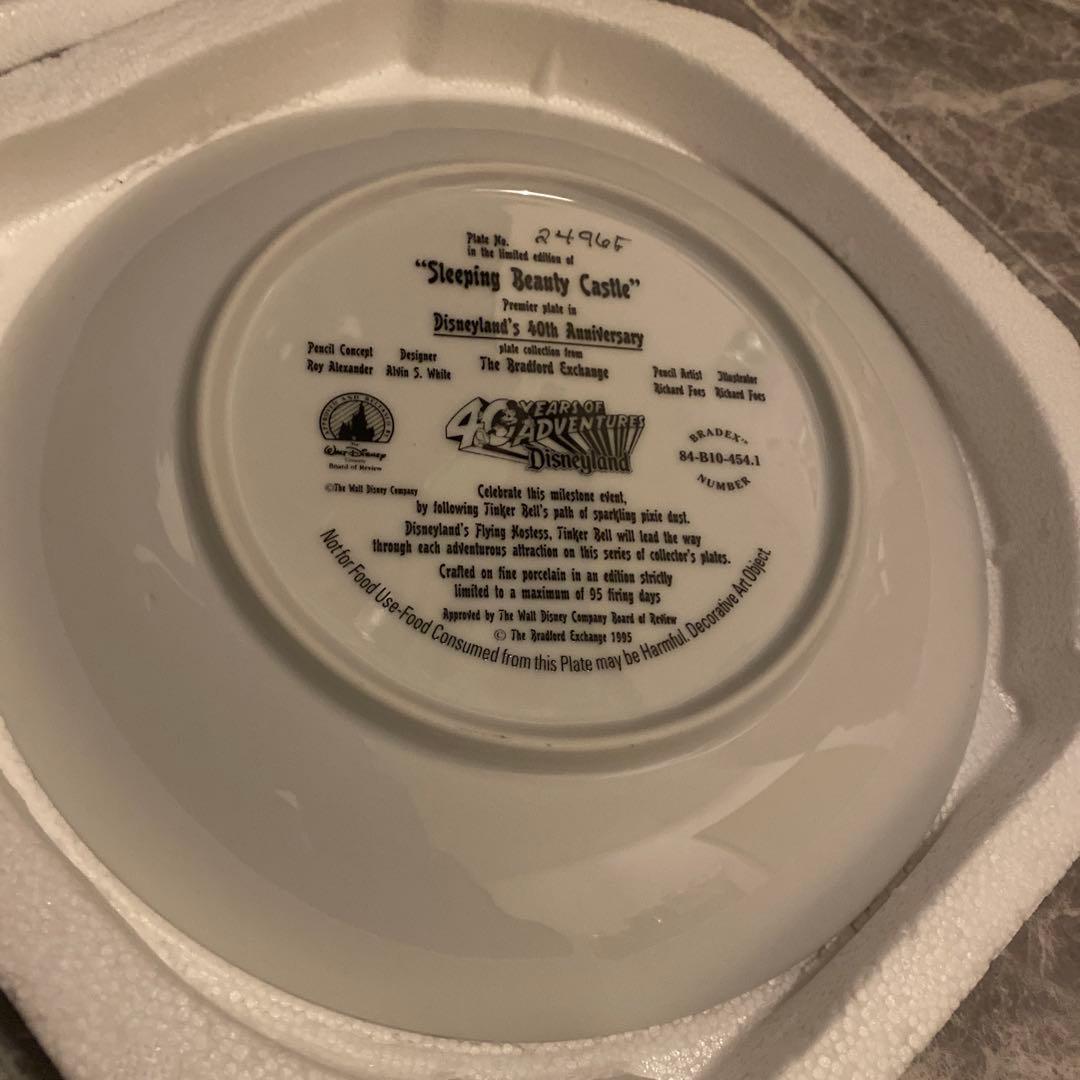 Plate No. 2496F
in the limited edition of
“Sleeping Beauty Castle”
Premier plate in
Disneyland's 40th Anniversary
plate collection from
The Bradford Exchange
Pencil Concept
Roy Alexander
Designer
Alvin S. White
Pencil Artist
Richard Foes
Illustrator
Richard Foes
The
Walt Disney
Company
Board of Review
©The Walt Disney Company
40 YEARS OF
ADVENTURES
Disneyland
BRADEX™
84-B10-454.1
NUMBER
Celebrate this milestone event,
by following Tinker Bell's path of sparkling pixie dust.
Disneyland's Flying Hostess, Tinker Bell will lead the way
through each adventurous attraction on this series of collector's plates.
Crafted on fine porcelain in an edition strictly
limited to a maximum of 95 firing days
Approved by The Walt Disney Company Board of Review
© The Bradford Exchange 1995
Not for Food Use-Food Consumed from this Plate may be Harmful. Decorative Art Object.